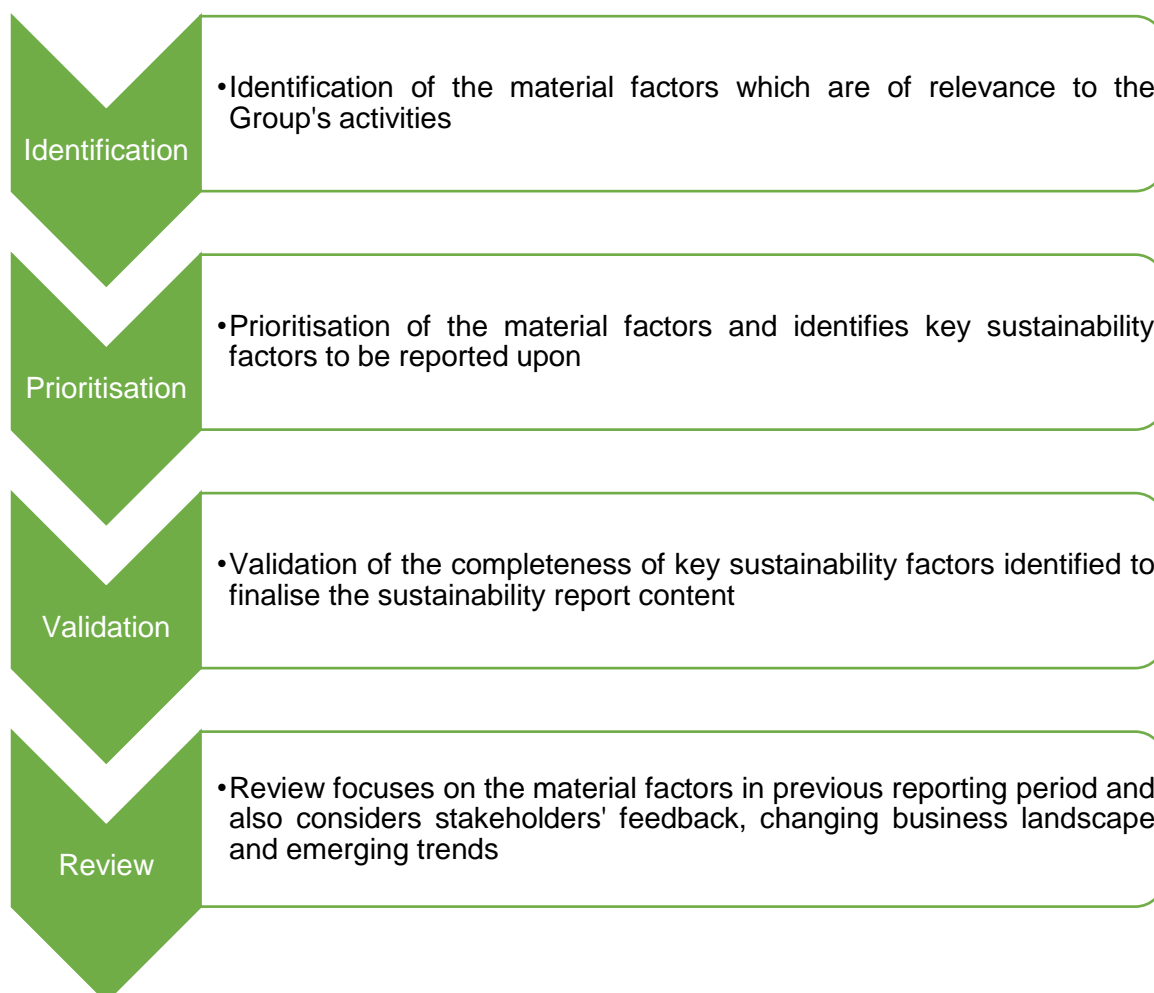 Identification
•Identification of the material factors which are of relevance to the
Group's activities
Prioritisation
•Prioritisation of the material factors and identifies key sustainability
factors to be reported upon
Validation
•Validation of the completeness of key sustainability factors identified to
finalise the sustainability report content
Review
•Review focuses on the material factors in previous reporting period and
also considers stakeholders' feedback, changing business landscape
and emerging trends